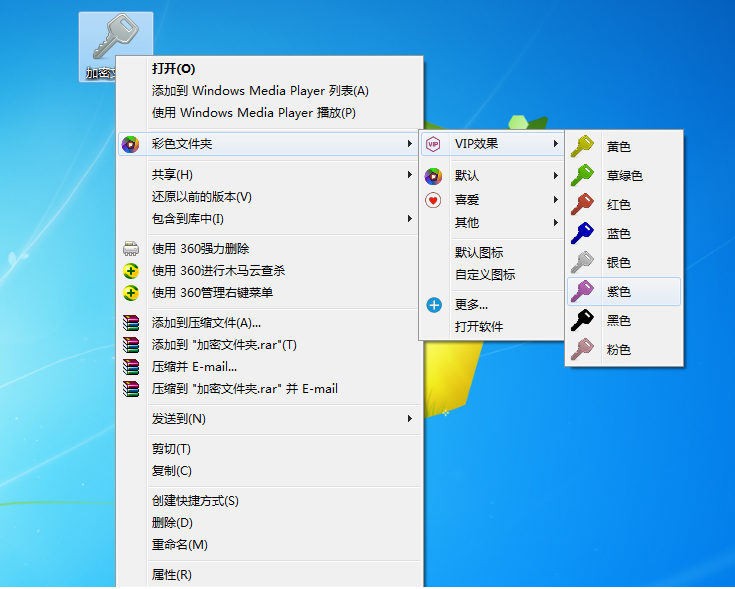 加密文
打开(O)
添加到 Windows Media Player 列表(A)
使用 Windows Media Player 播放(P)
彩色文件夹
共享(H)
还原以前的版本(V)
包含到库中(I)
使用 360强力删除
使用 360进行木马云查杀
使用 360管理右键菜单
添加到压缩文件(A)...
添加到 "加密文件夹.rar"(T)
压缩并 E-mail...
压缩到 "加密文件夹.rar" 并 E-mail
发送到(N)
剪切(T)
复制(C)
创建快捷方式(S)
删除(D)
重命名(M)
属性(R)
VIP
VIP效果
默认
喜爱
其他
默认图标
自定义图标
更多...
打开软件
黄色
草绿色
红色
蓝色
银色
紫色
黑色
粉色